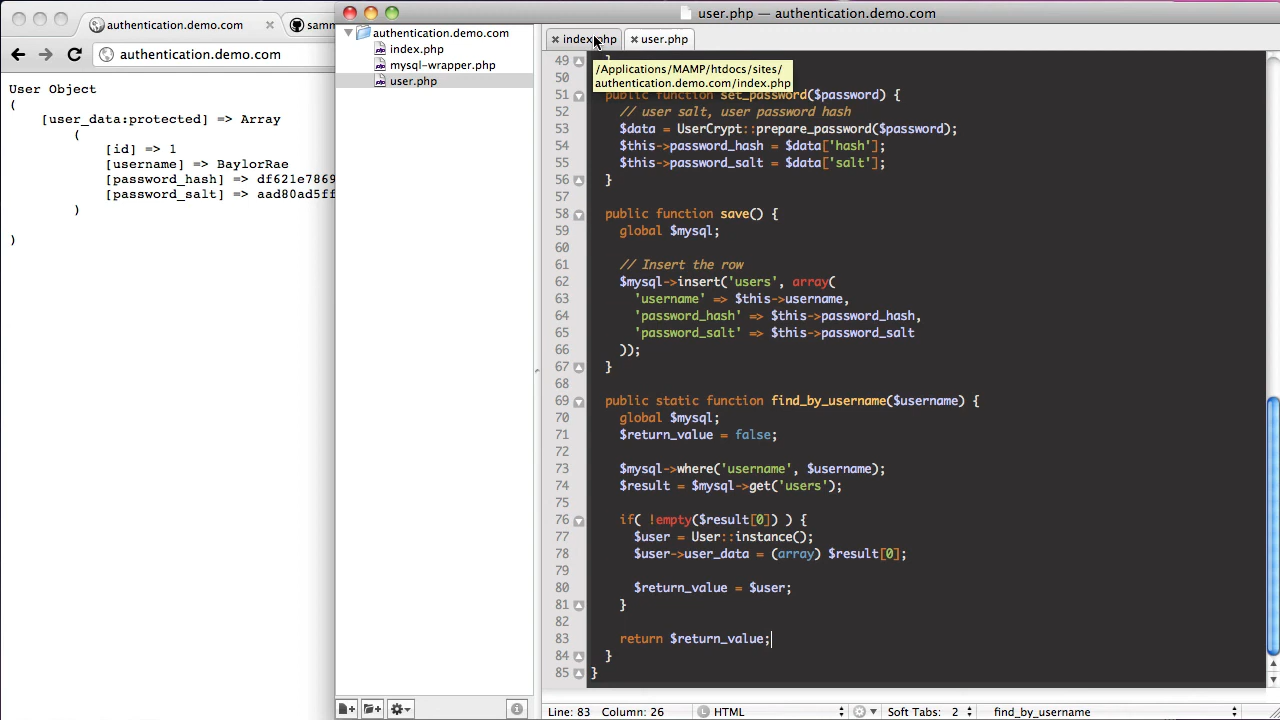 authentication.demo.com
samm
authentication.demo.com
User Object
(
[user_data:protected] => Array
(
[id] => 1
[username] => BaylorRae
[password_hash] => df621e7869
[password_salt] => aad80ad5ff
)
)
user.php — authentication.demo.com
authentication.demo.com
index.php
mysql-wrapper.php
user.php
index.php
user.php
/Applications/MAMP/htdocs/sites/
authentication.demo.com/index.php
49 }
50
51 public function set_password($password) {
52 // user salt, user password hash
53 $data = UserCrypt::prepare_password($password);
54 $this->password_hash = $data['hash'];
55 $this->password_salt = $data['salt'];
56 }
57
58 public function save() {
59 global $mysql;
60
61 // Insert the row
62 $mysql->insert('users', array(
63 'username' => $this->username,
64 'password_hash' => $this->password_hash,
65 'password_salt' => $this->password_salt
66 ));
67 }
68
69 public static function find_by_username($username) {
70 global $mysql;
71 $return_value = false;
72
73 $mysql->where('username', $username);
74 $result = $mysql->get('users');
75
76 if( !empty($result[0]) ) {
77 $user = User::instance();
78 $user->user_data = (array) $result[0];
79
80 $return_value = $user;
81 }
82
83 return $return_value;
84 }
85 }
Line: 83 Column: 26 HTML Soft Tabs: 2 find_by_username